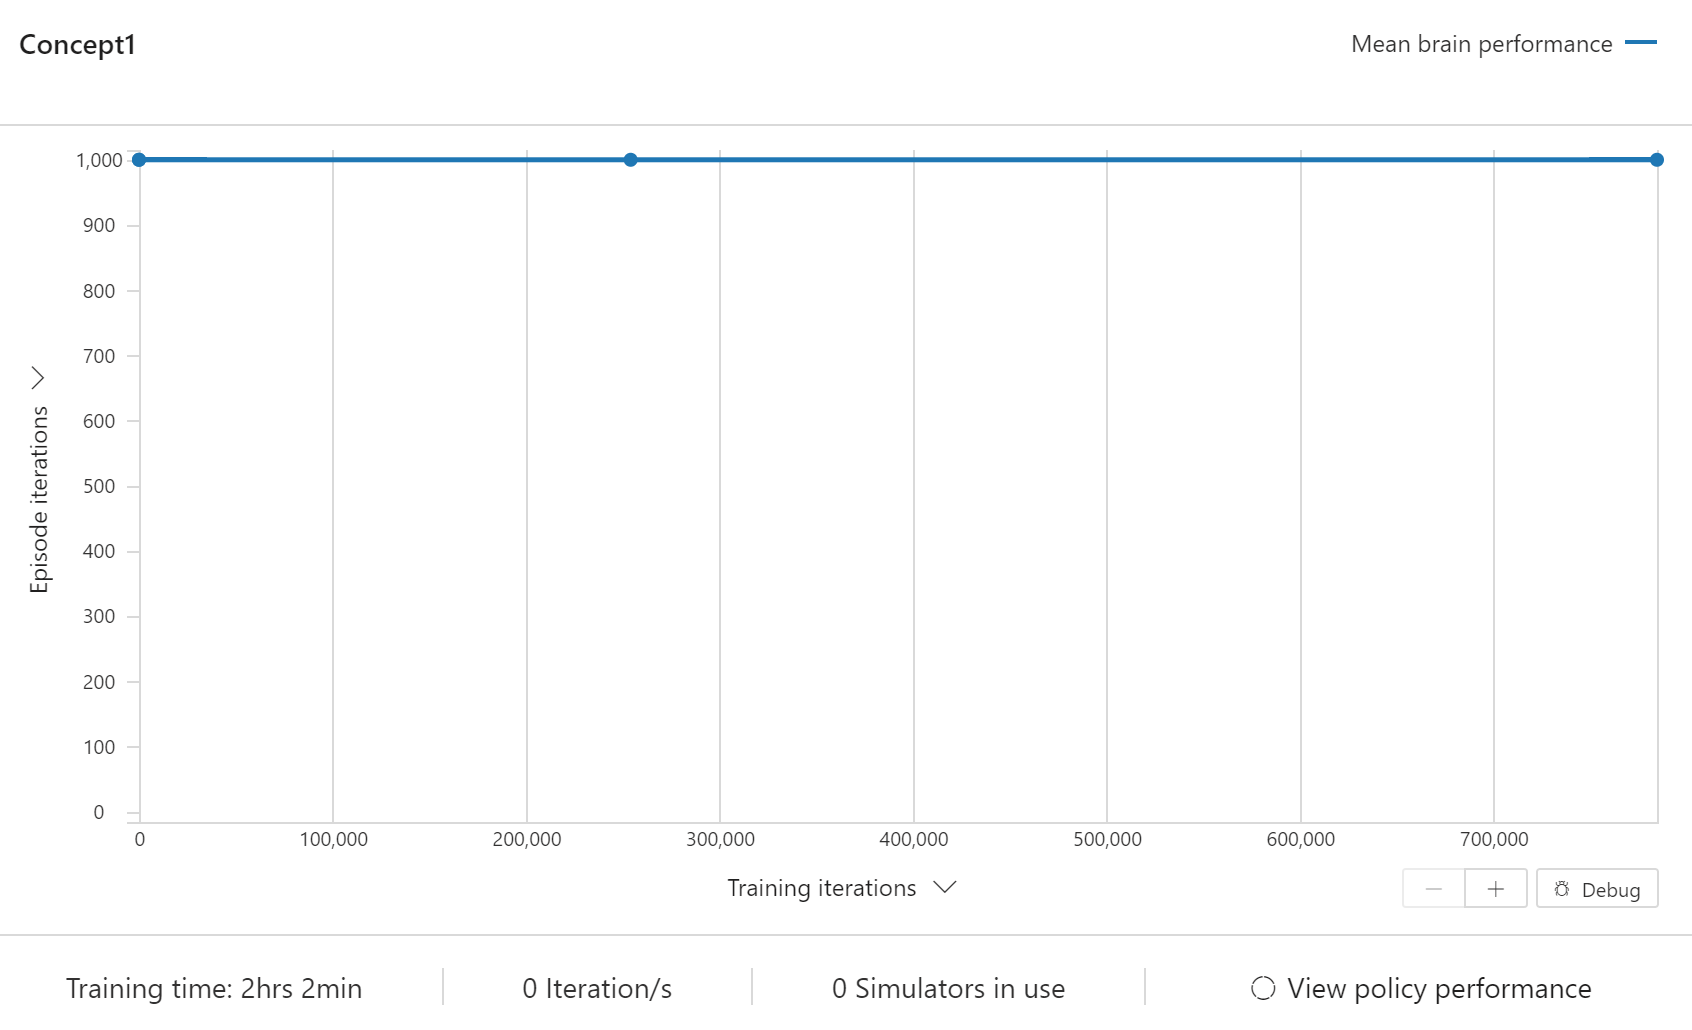 Concept1
Mean brain performance
1,000
900
800
700
600
500
400
300
200
100
0
Episode iterations
0 100,000 200,000 300,000 400,000 500,000 600,000 700,000
Training iterations
Debug
Training time: 2hrs 2min
0 Iteration/s
0 Simulators in use
View policy performance